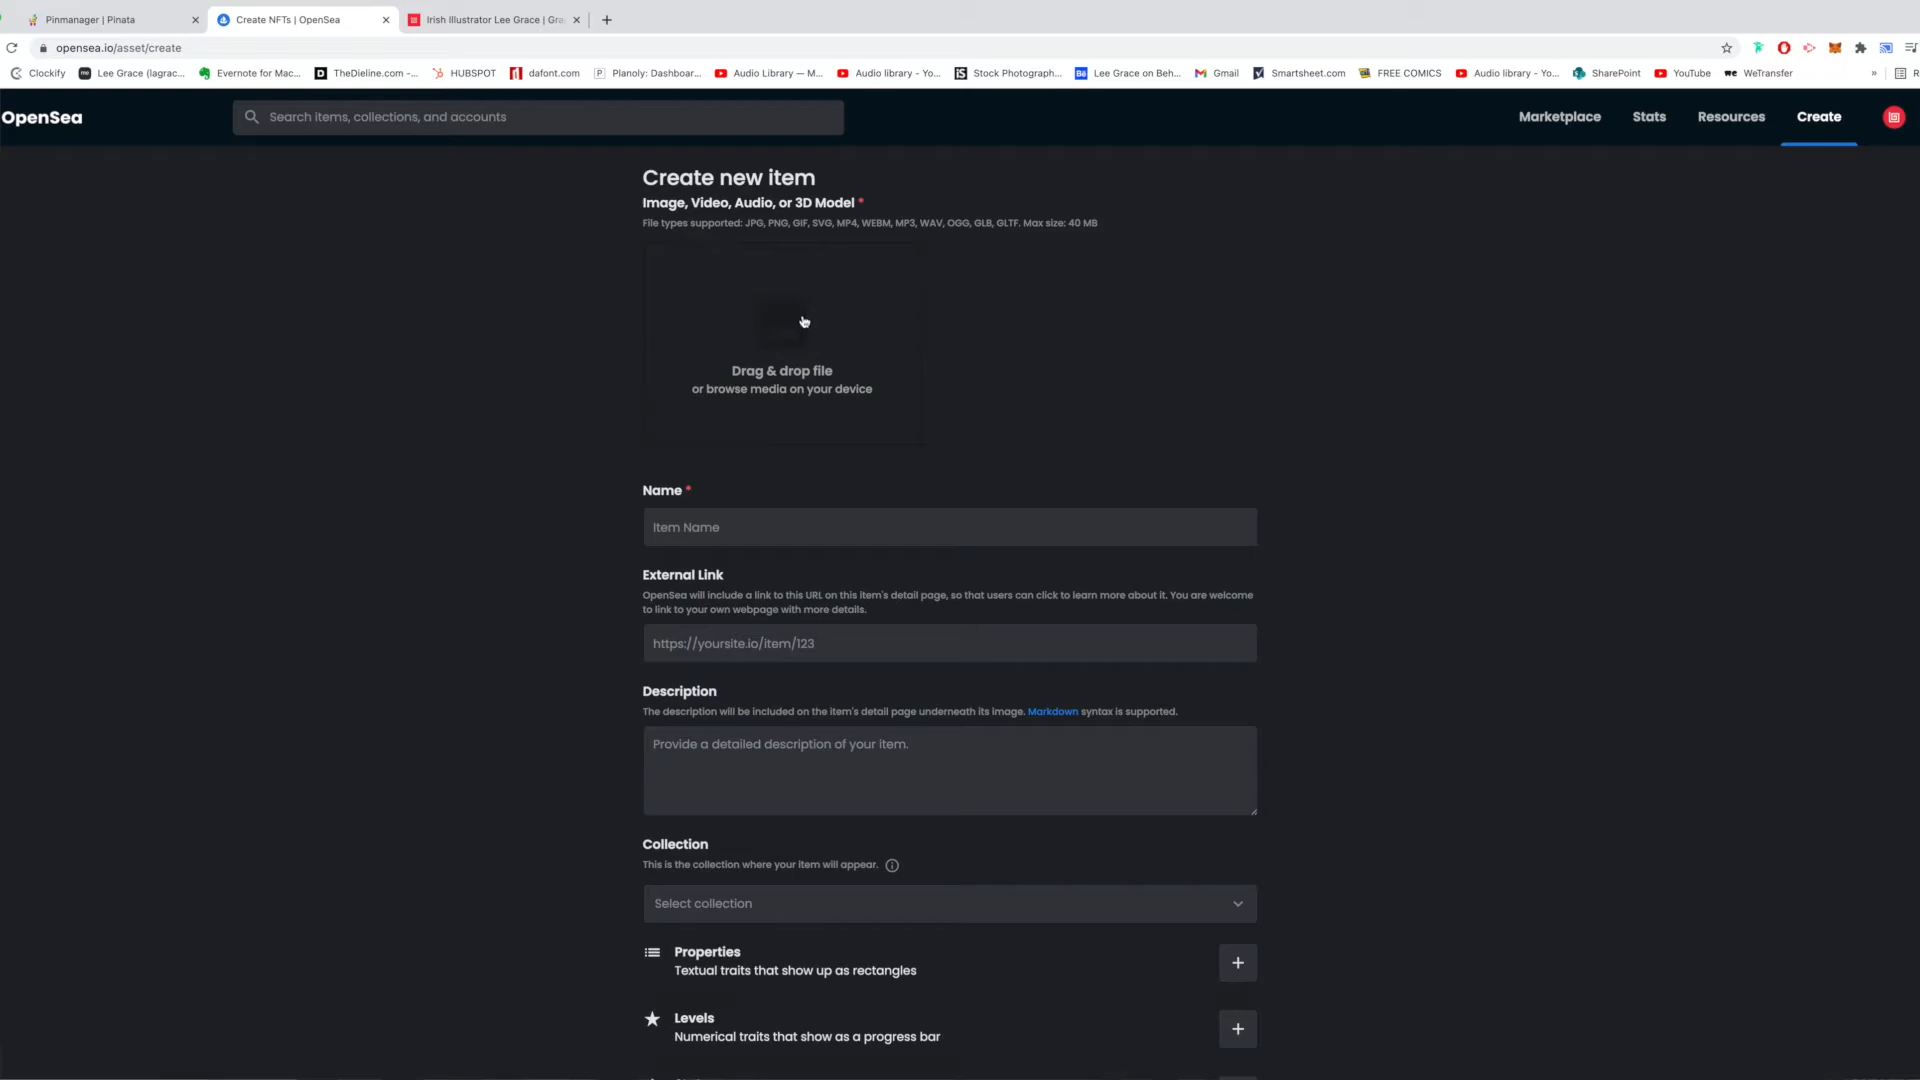 Pinmanager | Pinata
Create NFTs | OpenSea
Irish Illustrator Lee Grace | Gra
opensea.io/asset/create
Clockify
Lee Grace (lagrac...
Evernote for Mac...
TheDieline.com -...
HUBSPOT
dafont.com
Planoly: Dashboar...
Audio Library — M...
Audio library - Yo...
Stock Photograph...
Lee Grace on Beh...
Gmail
Smartsheet.com
FREE COMICS
Audio library - Yo...
SharePoint
YouTube
WeTransfer
»
OpenSea
Search items, collections, and accounts
Marketplace
Stats
Resources
Create
Create new item
Image, Video, Audio, or 3D Model *
File types supported: JPG, PNG, GIF, SVG, MP4, WEBM, MP3, WAV, OGG, GLB, GLTF. Max size: 40 MB
Drag & drop file
or browse media on your device
Name *
Item Name
External Link
OpenSea will include a link to this URL on this item's detail page, so that users can click to learn more about it. You are welcome
to link to your own webpage with more details.
https://yoursite.io/item/123
Description
The description will be included on the item's detail page underneath its image. Markdown syntax is supported.
Provide a detailed description of your item.
Collection
This is the collection where your item will appear.
Select collection
Properties
Textual traits that show up as rectangles
Levels
Numerical traits that show as a progress bar